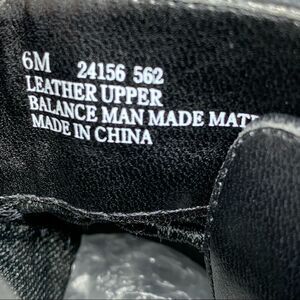 6M 24156 562
LEATHER UPPER
BALANCE MAN MADE
MADE IN CHINA